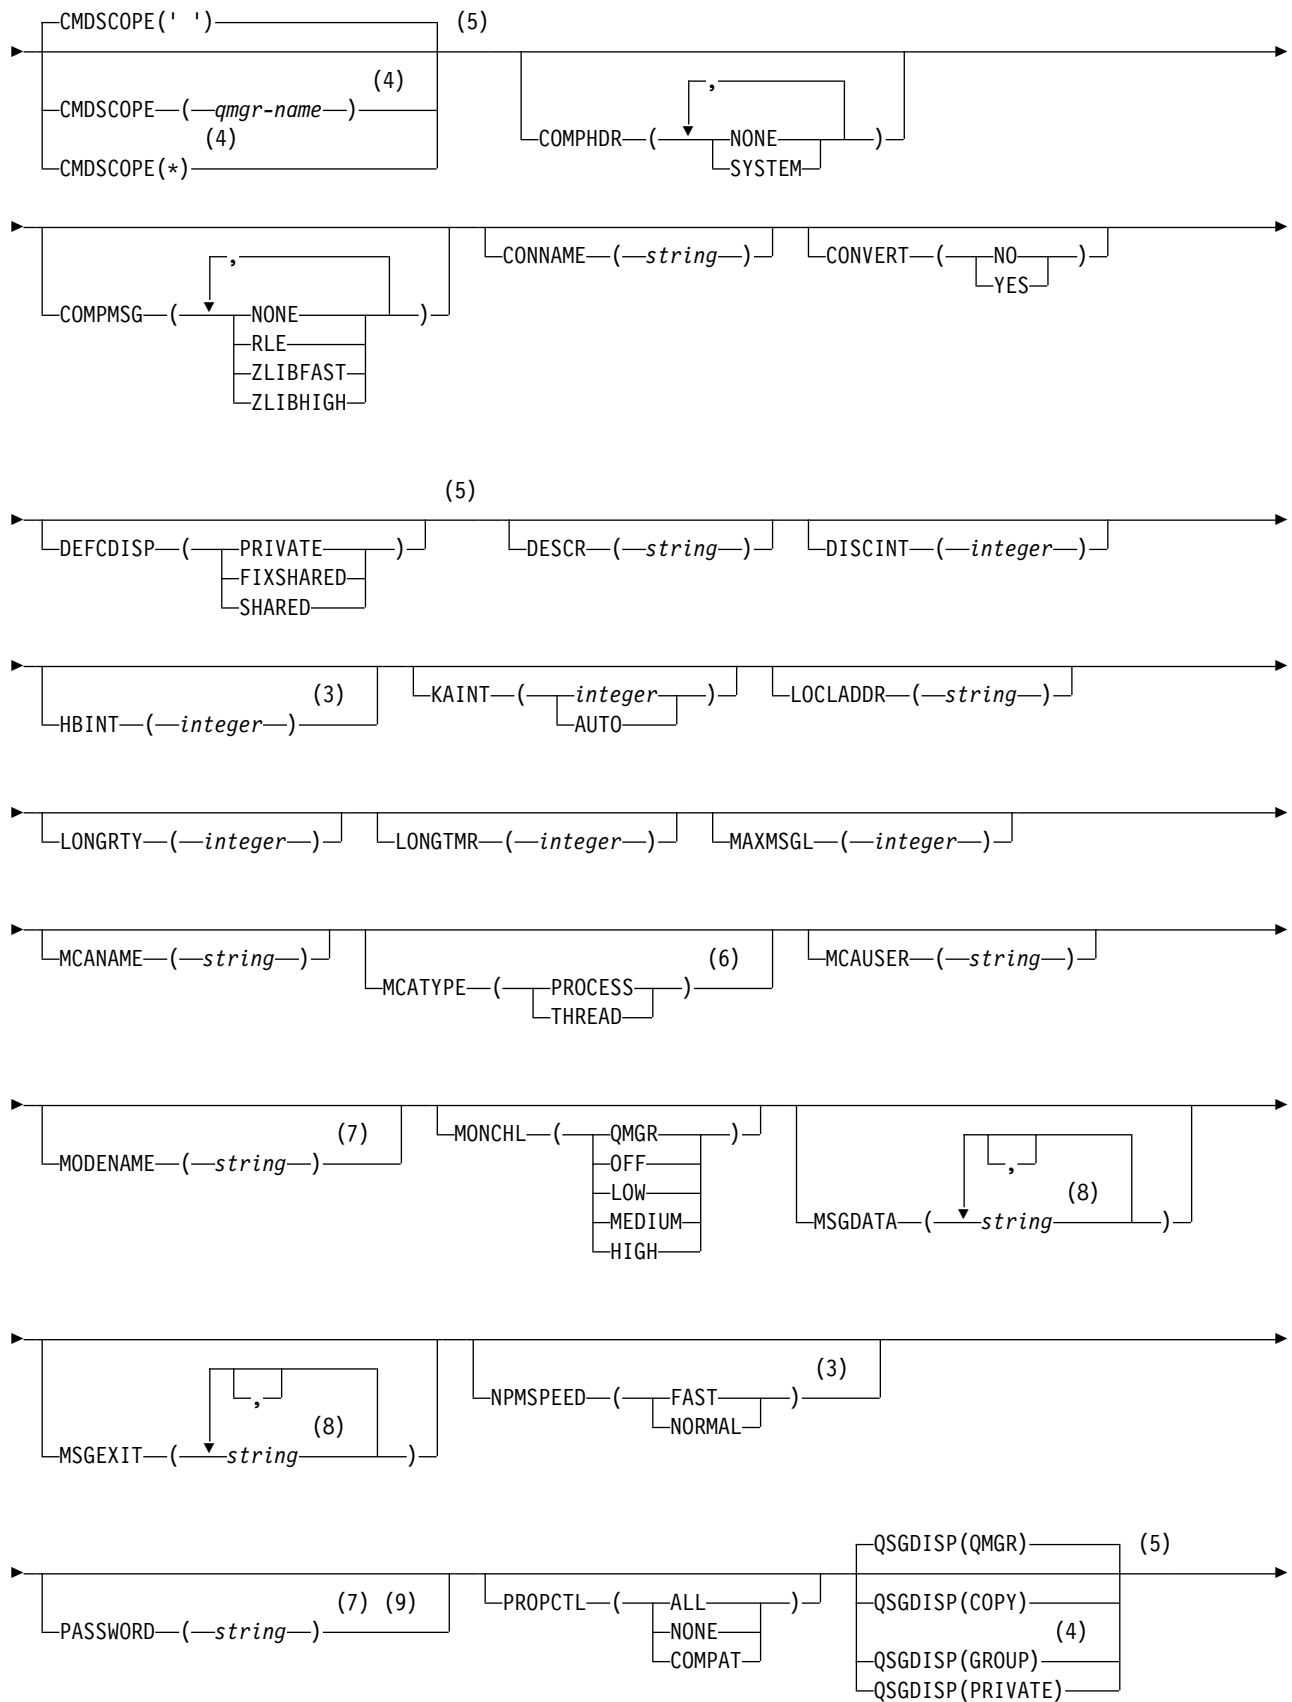 CMDSCOPE(' ') (5)
(4)
CMDSCOPE ( qmgr-name ) ,
(4) COMPHDR ( NONE )
CMDSCOPE(*) SYSTEM
, CONNAME ( string ) CONVERT ( NO )
YES
COMPMSG ( NONE )
RLE
ZLIBFAST
ZLIBHIGH
(5)
DEFCDISP ( PRIVATE ) DESCR ( string ) DISCINT ( integer )
FIXSHARED
SHARED
(3) KAINT ( integer ) LOCLADDR ( string )
HBINT ( integer ) AUTO
LONGRTY ( integer ) LONGTMR ( integer ) MAXMSGL ( integer )
MCANAME ( string ) (6) MCAUSER ( string )
MCATYPE ( PROCESS )
THREAD
(7) MONCHL ( QMGR ) ,
MODENAME ( string ) OFF
LOW (8)
MEDIUM MSGDATA ( string )
HIGH
, (3)
(8) NPMSPEED ( FAST )
NORMAL
MSGEXIT ( string )
QSGDISP(QMGR) (5)
(7) (9) PROPCTL ( ALL ) QSGDISP(COPY)
PASSWORD ( string ) NONE (4)
COMPAT QSGDISP(GROUP)
QSGDISP(PRIVATE)